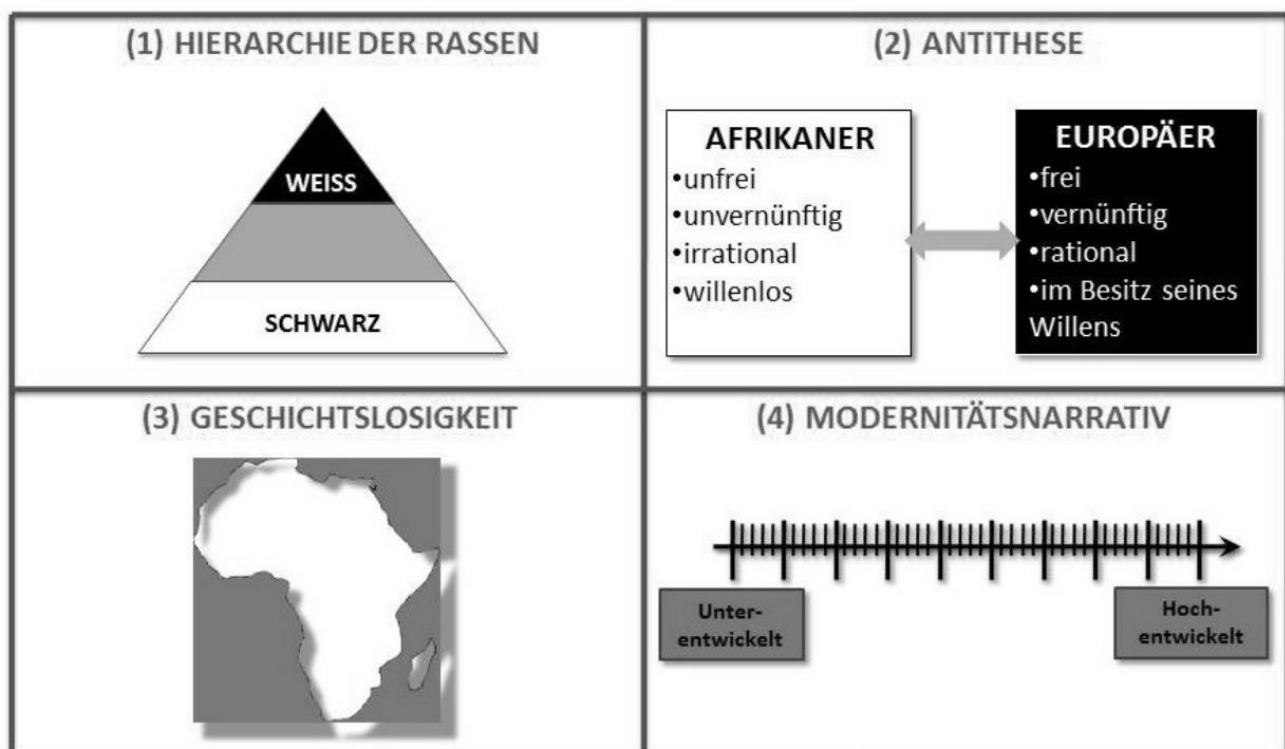 (1) HIERARCHIE DER RASSEN
WEISS
SCHWARZ
(2) ANTITHESE
AFRIKANER
•unfrei
•unvernünftig
•irrational
•willenlos
EUROPÄER
•frei
•vernünftig
•rational
•im Besitz seines
Willens
(3) GESCHICHTSLOSIGKEIT
(4) MODERNITÄTSNARRATIV
Unter-
entwickelt
Hoch-
entwickelt